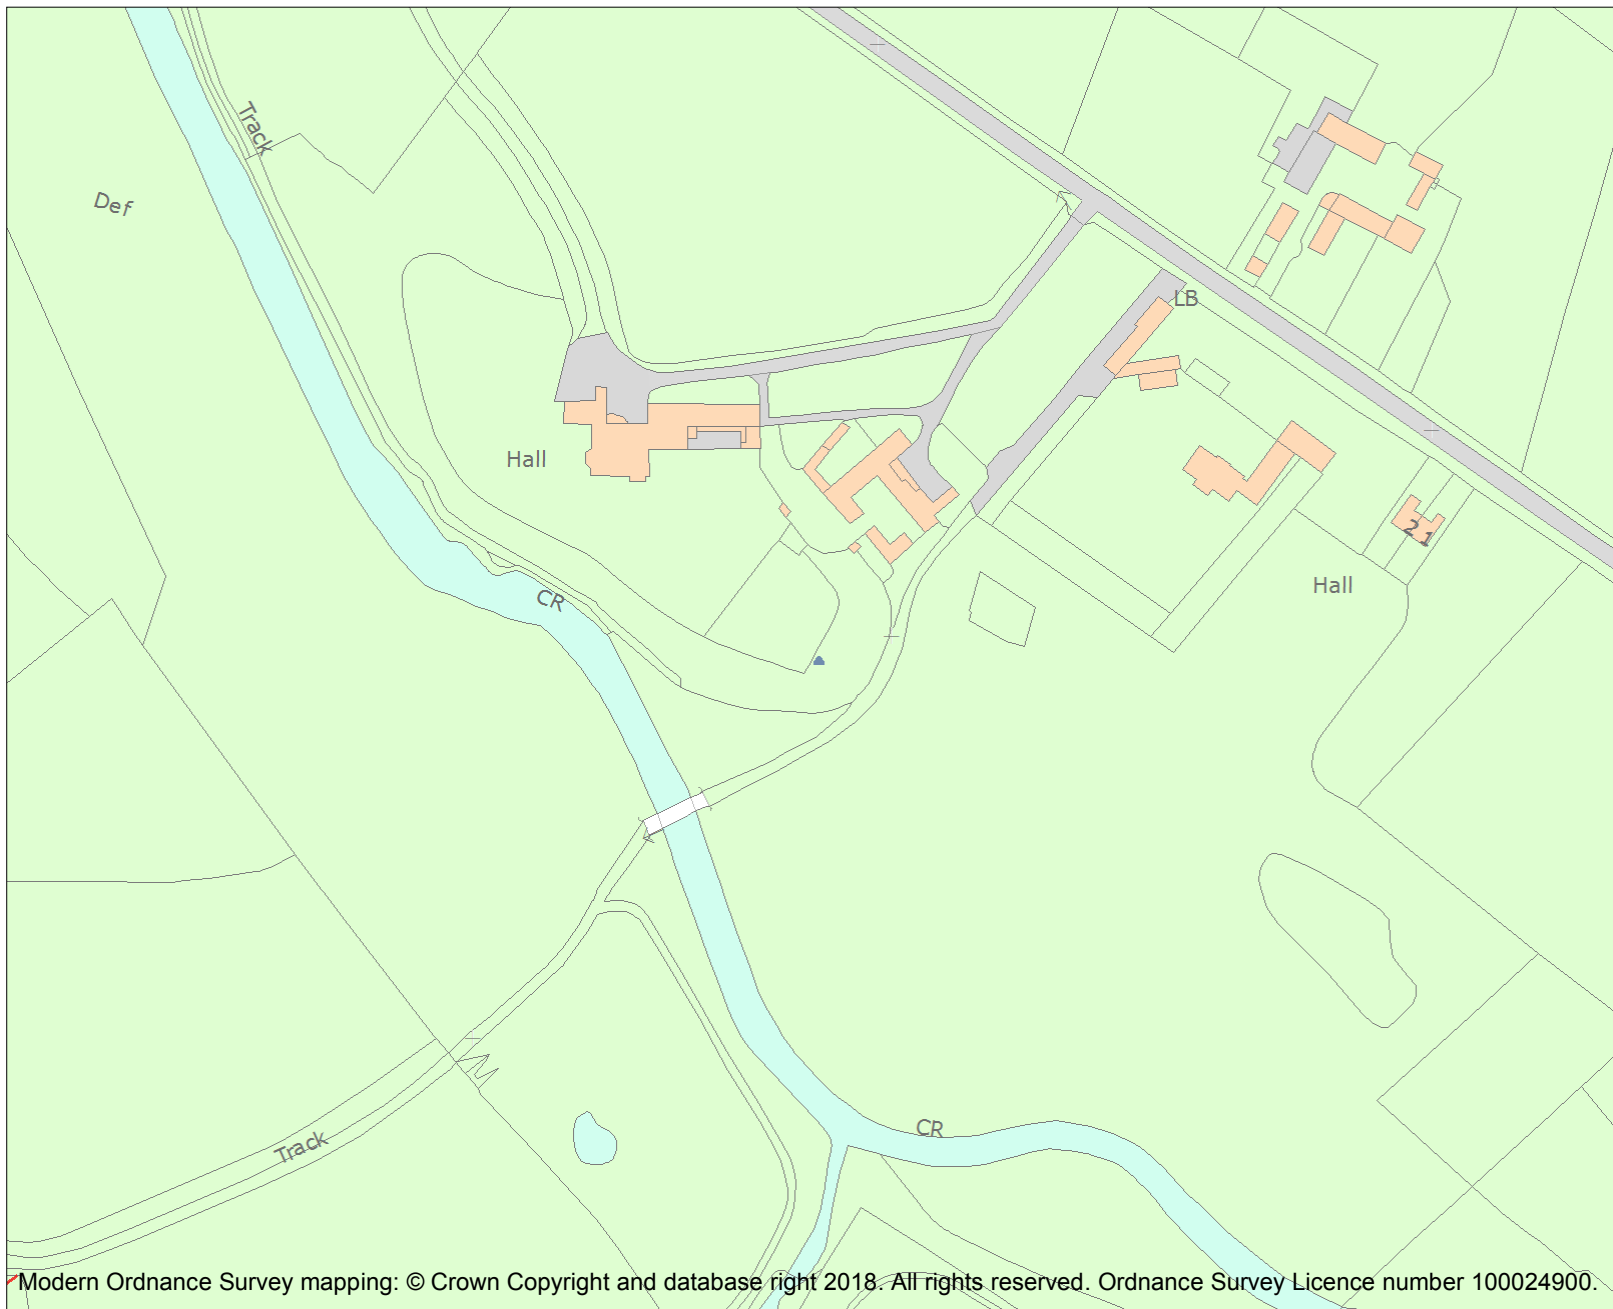 Track
Def
LB
Hall
2 1
Hall
CR
CR
Track
Modern Ordnance Survey mapping: © Crown Copyright and database right 2018. All rights reserved. Ordnance Survey Licence number 100024900.